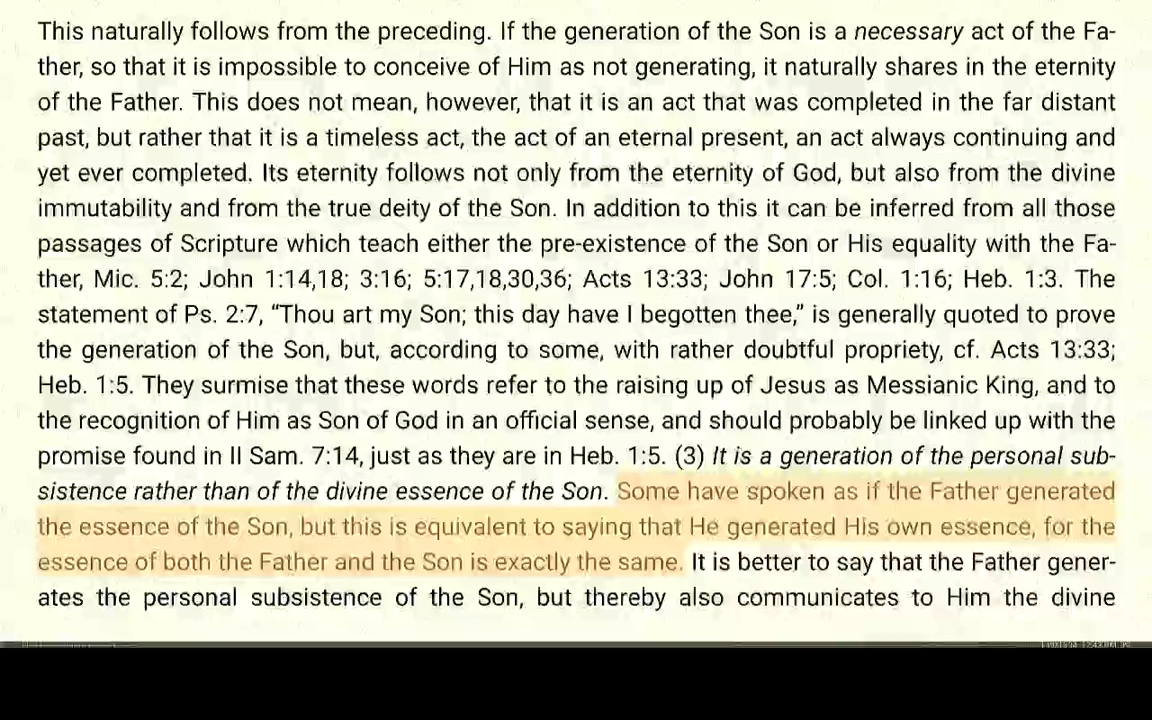 This naturally follows from the preceding. If the generation of the Son is a necessary act of the Fa-
ther, so that it is impossible to conceive of Him as not generating, it naturally shares in the eternity
of the Father. This does not mean, however, that it is an act that was completed in the far distant
past, but rather that it is a timeless act, the act of an eternal present, an act always continuing and
yet ever completed. Its eternity follows not only from the eternity of God, but also from the divine
immutability and from the true deity of the Son. In addition to this it can be inferred from all those
passages of Scripture which teach either the pre-existence of the Son or His equality with the Fa-
ther, Mic. 5:2; John 1:14,18; 3:16; 5:17,18,30,36; Acts 13:33; John 17:5; Col. 1:16; Heb. 1:3. The
statement of Ps. 2:7, “Thou art my Son; this day have I begotten thee,” is generally quoted to prove
the generation of the Son, but, according to some, with rather doubtful propriety, cf. Acts 13:33;
Heb. 1:5. They surmise that these words refer to the raising up of Jesus as Messianic King, and to
the recognition of Him as Son of God in an official sense, and should probably be linked up with the
promise found in II Sam. 7:14, just as they are in Heb. 1:5. (3) It is a generation of the personal sub-
sistence rather than of the divine essence of the Son. Some have spoken as if the Father generated
the essence of the Son, but this is equivalent to saying that He generated His own essence, for the
essence of both the Father and the Son is exactly the same. It is better to say that the Father gener-
ates the personal subsistence of the Son, but thereby also communicates to Him the divine